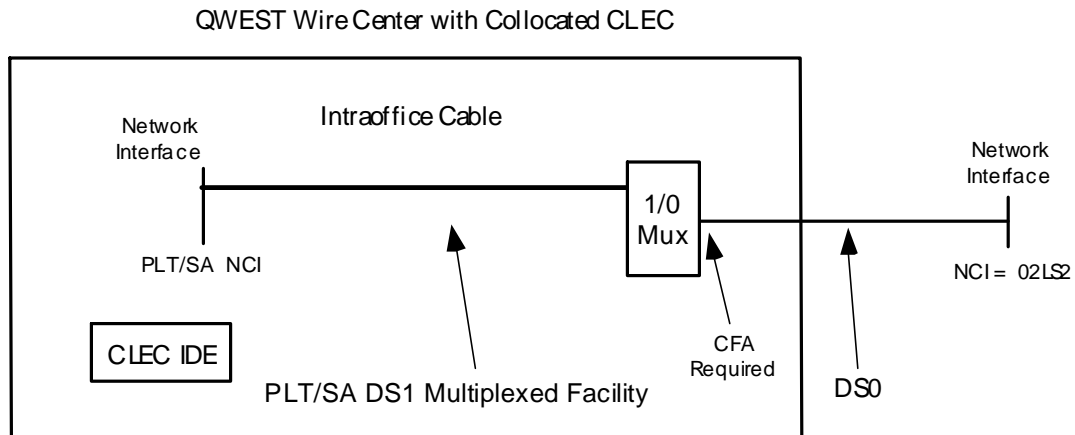 QWEST Wire Center with Collocated CLEC
Intraoffice Cable
Network
Interface
Network
Interface
1/0
Mux
PLT/SA NCI
NCI = 02LS2
CLEC IDE
CFA
Required
PLT/SA DS1 Multiplexed Facility
DS0